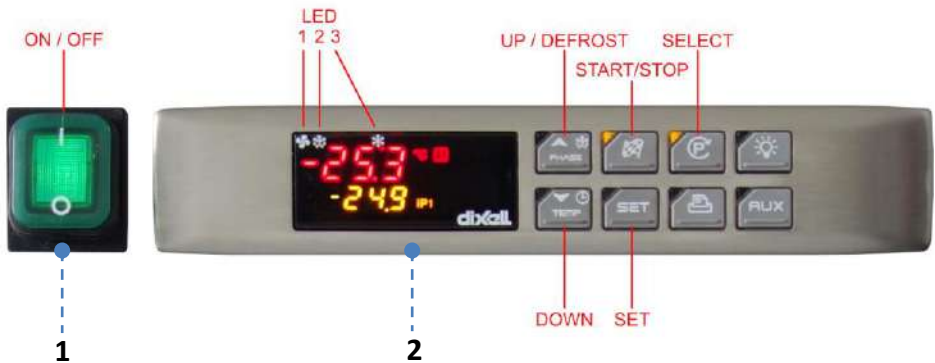 LED
ON / OFF
1 2 3
UP / DEFROST
SELECT
START/STOP
-25.3
-24.9 IP1
dixell
PHASE
P
TEMP
SET
AUX
DOWN
SET
1
2